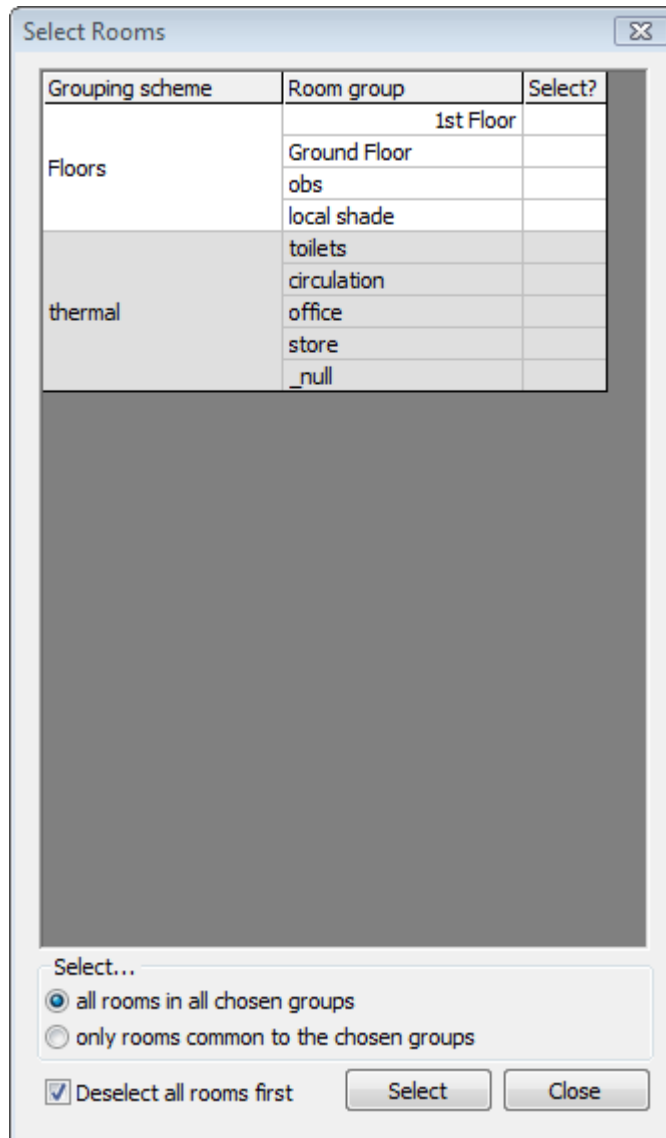 Select Rooms
Grouping scheme Room group Select?
1st Floor
Floors
Ground Floor
obs
local shade
thermal
toilets
circulation
office
store
_null
Select...
all rooms in all chosen groups
only rooms common to the chosen groups
Deselect all rooms first Select Close